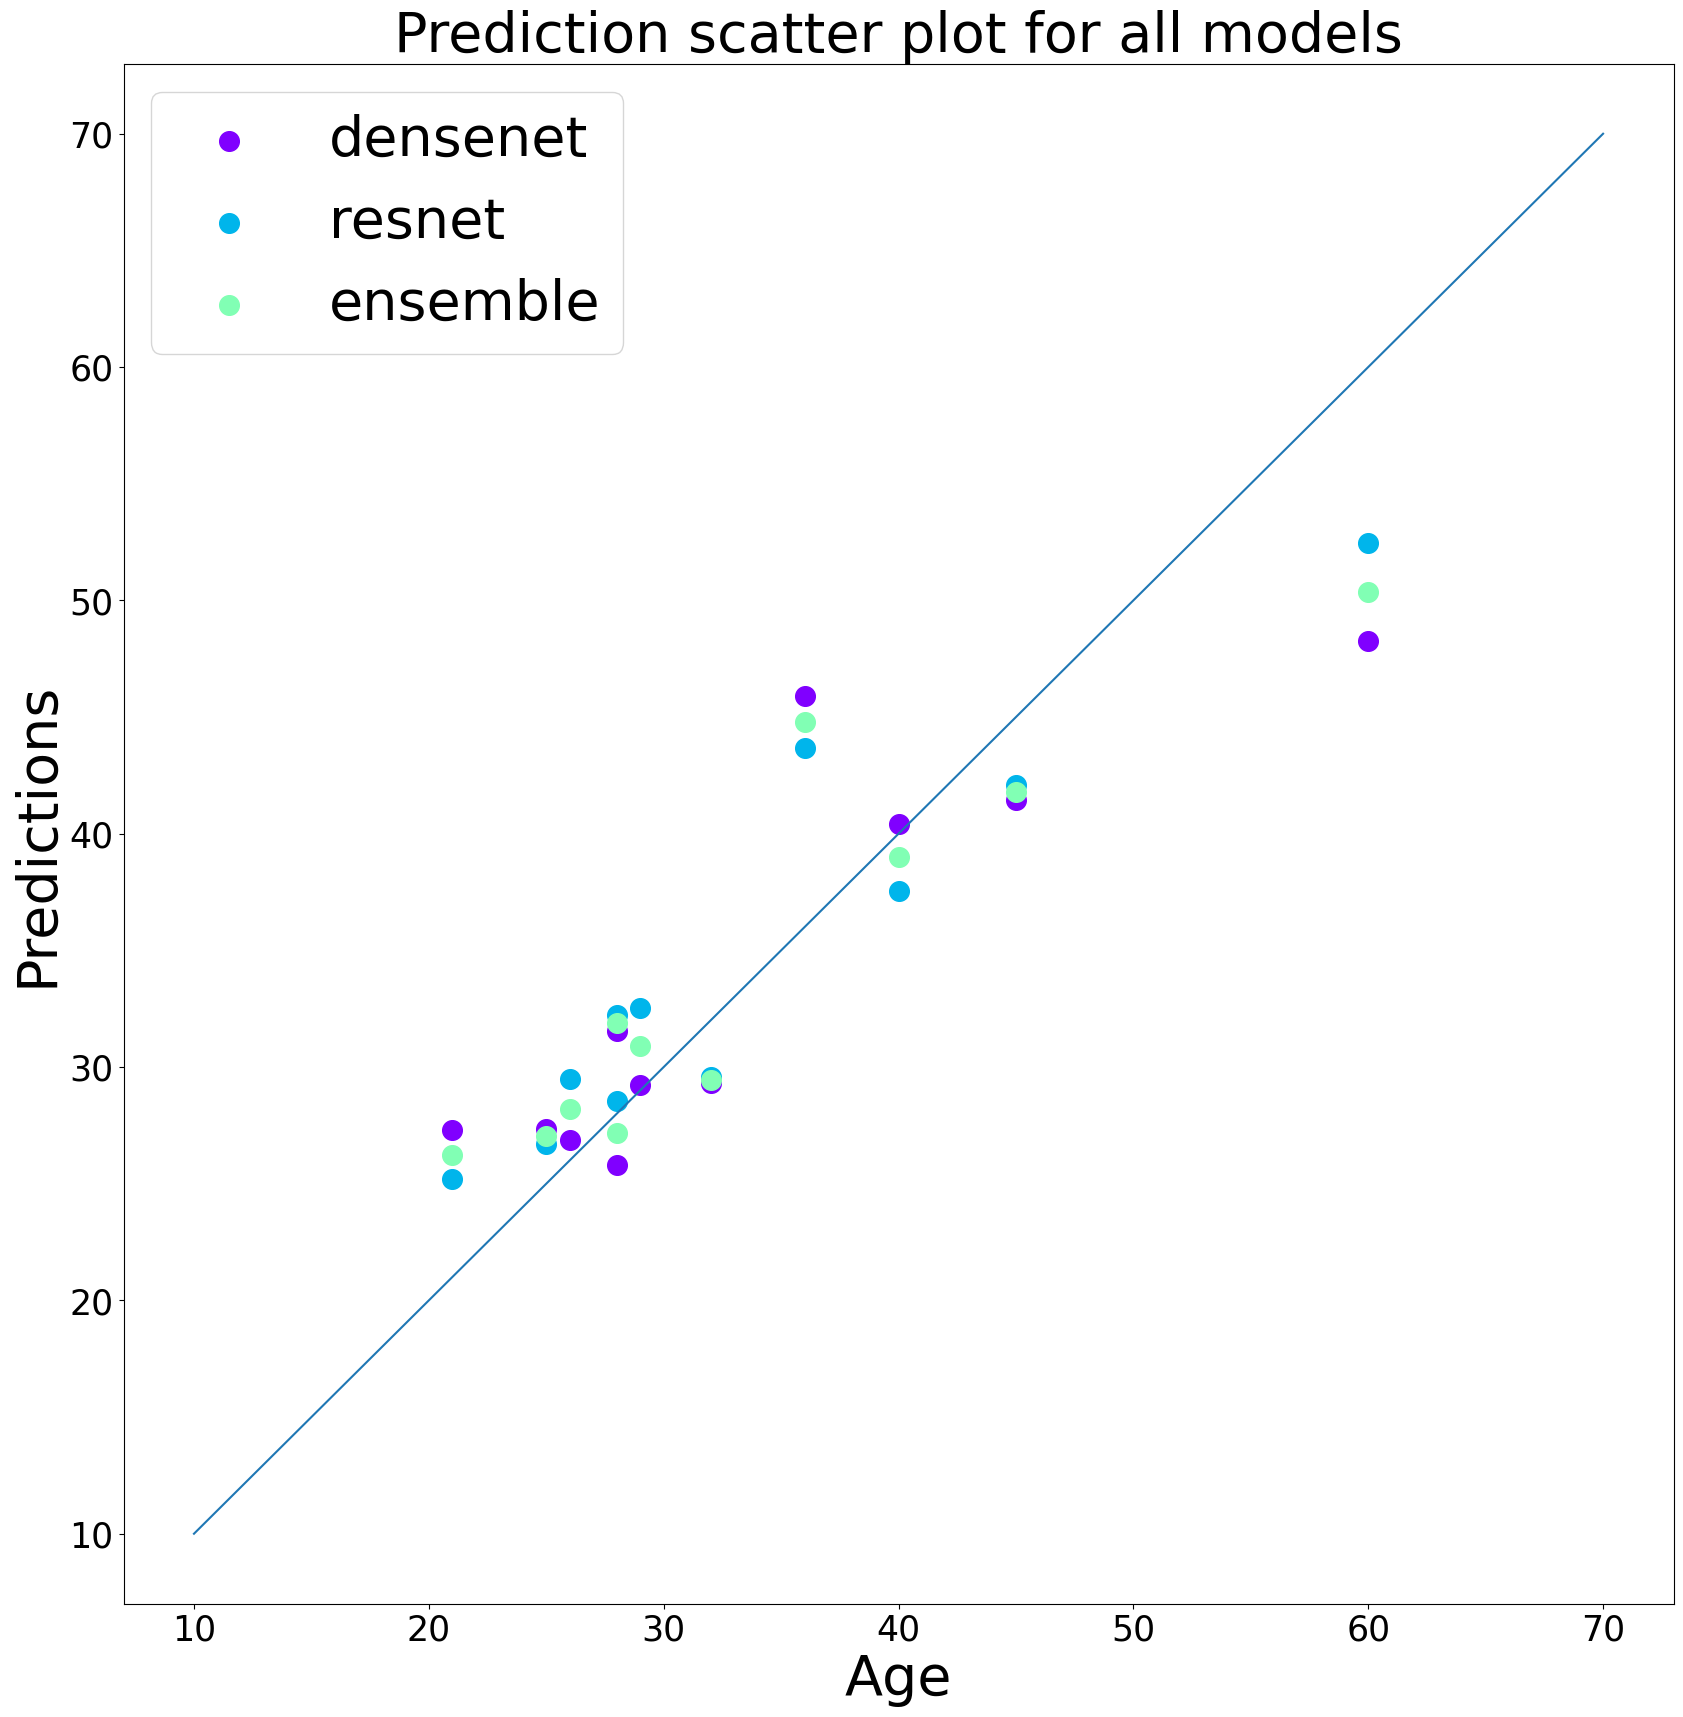 Prediction scatter plot for all models
densenet
resnet
ensemble
70
60
50
40
30
20
10
Predictions
10 20 30 40 50 60 70
Age